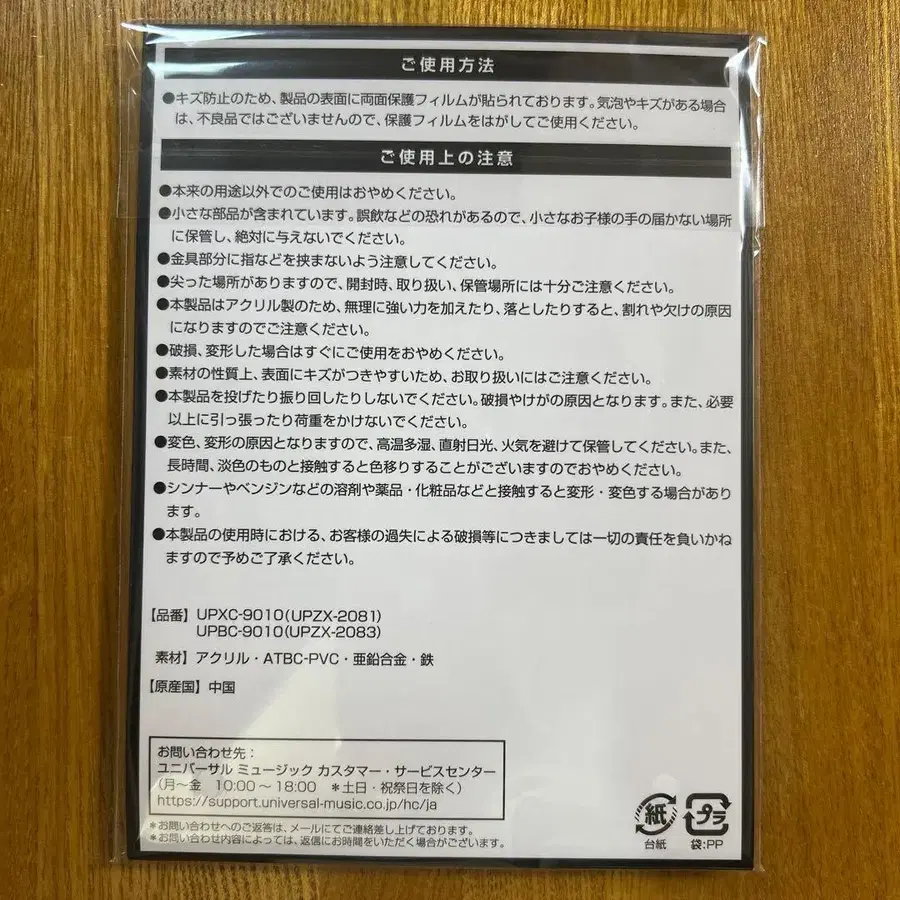 ご使用方法
●キズ防止のため、製品の表面に両面保護フィルムが貼られております。気泡やキズがある場合
は、不良品ではございませんので、保護フィルムをはがしてご使用ください。
ご使用上の注意
●本来の用途以外でのご使用はおやめください。
●小さな部品が含まれています。誤飲などの恐れがあるので、小さなお子様の手の届かない場所
に保管し、絶対に与えないでください。
●金具部分に指などを挟まないよう注意してください。
●尖った場所がありますので、開封時、取り扱い、保管場所には十分ご注意ください。
●本製品はアクリル製のため、無理に強い力を加えたり、落としたりすると、割れや欠けの原因
になりますのでご注意ください。
●破損、変形した場合はすぐにご使用をおやめください。
●素材の性質上、表面にキズがつきやすいため、お取り扱いにはご注意ください。
●本製品を投げたり振り回したりしないでください。破損やけがの原因となります。また、必要
以上に引っ張ったり荷重をかけないでください。
●変色、変形の原因となりますので、高温多湿、直射日光、火気を避けて保管してください。また、
長時間、淡色のものと接触すると色移りすることがございますのでおやめください。
●シンナーやベンジンなどの溶剤や薬品・化粧品などと接触すると変形・変色する場合があり
ます。
●本製品の使用時における、お客様の過失による破損等につきましては一切の責任を負いかね
ますので予めご了承ください。
【品番】UPXC-9010(UPZX-2081)
UPBC-9010(UPZX-2083)
素材】アクリル・ATBC-PVC・亜鉛合金・鉄
【原産国】中国
お問い合わせ先：
ユニバーサル ミュージック カスタマー・サービスセンター
(月〜金 10:00〜18:00 ＊土日・祝祭日を除く)
https://support.universal-music.co.jp/hc/ja
＊お問い合わせへのご返答は、メールにてご連絡差し上げております。
＊お問い合わせ内容によっては、返信にお時間をいただく場合がございます。
紙 プラ
台紙 袋:PP